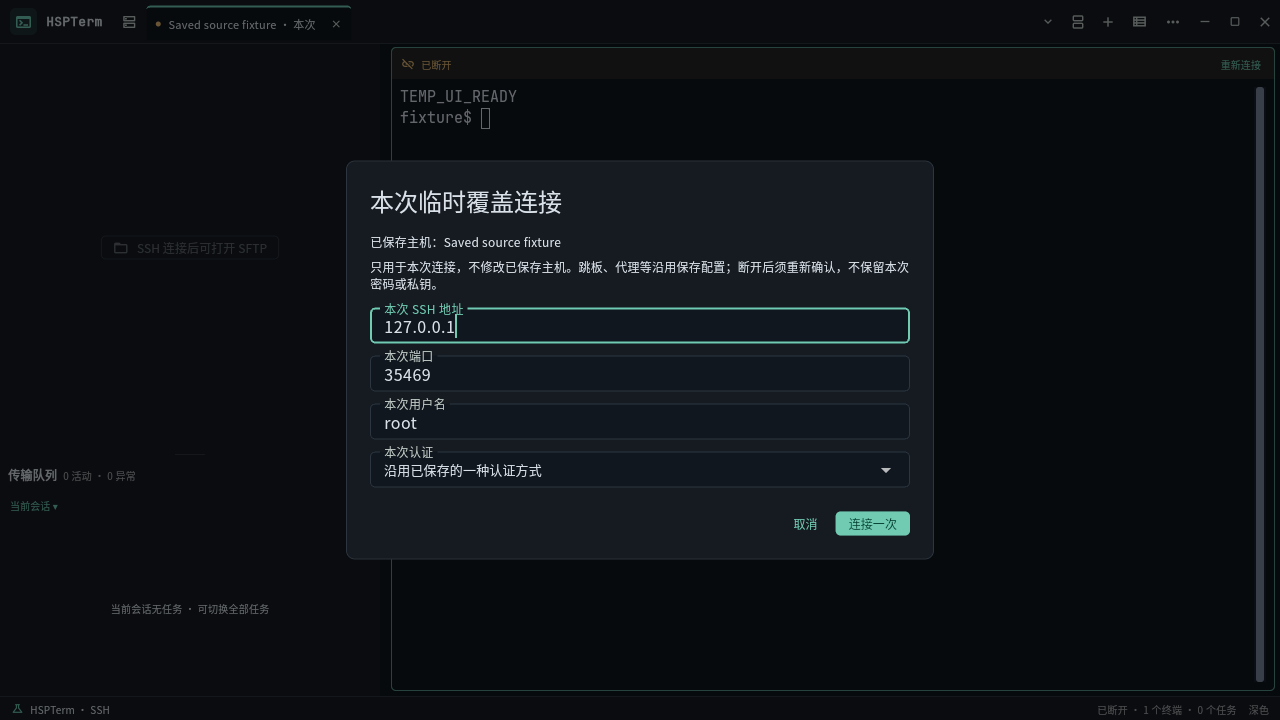 HSPTerm
Saved source fixture · 本次
已断开
重新连接
TEMP_UI_READY
fixture$
SSH 连接后可打开 SFTP
本次临时覆盖连接
已保存主机：Saved source fixture
只用于本次连接，不修改已保存主机。跳板、代理等沿用保存配置；断开后须重新确认，不保留本次
密码或私钥。
本次 SSH 地址
127.0.0.1
本次端口
35469
本次用户名
root
本次认证
沿用已保存的一种认证方式
取消
连接一次
传输队列 0 活动 · 0 异常
当前会话 ▾
当前会话无任务 · 可切换全部任务
HSPTerm · SSH
已断开 · 1 个终端 · 0 个任务 深色